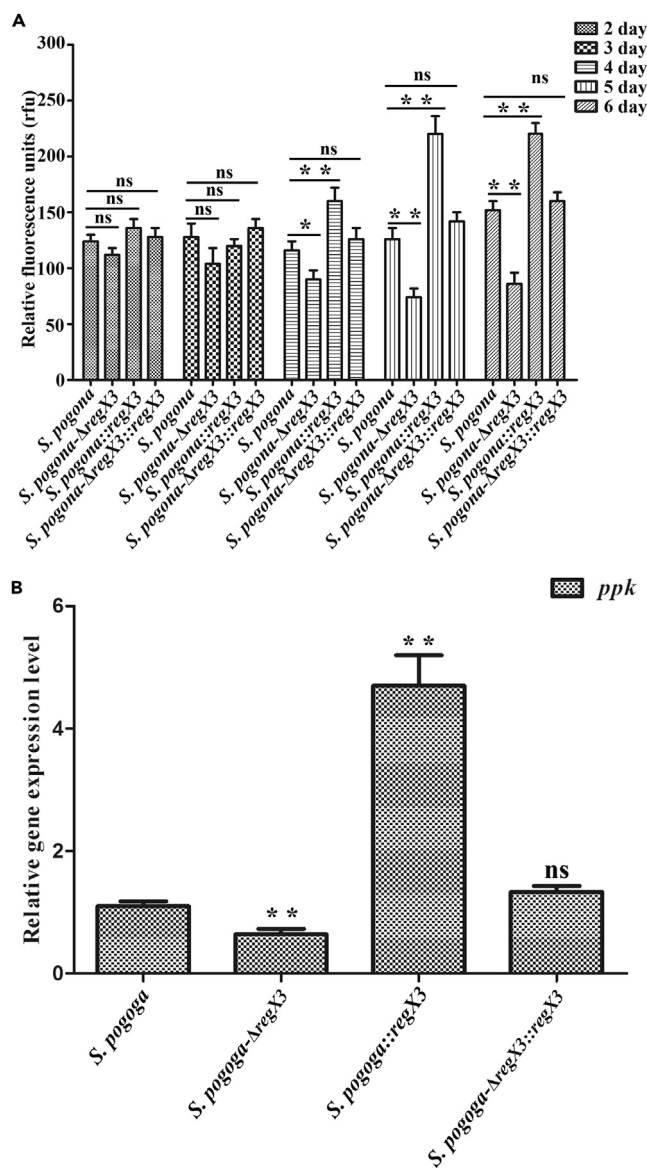 A
2 day
3 day
4 day
5 day
6 day
Relative fluorescence units (rfu)
300
250
200
150
100
50
0
ns
ns
ns
ns
ns
ns
ns
* *
*
ns
* *
* *
ns
* *
* *
S. pogona
S. pogona-ΔregX3
S. pogona::regX3
S. pogona-ΔregX3::regX3
S. pogona
S. pogona-ΔregX3
S. pogona::regX3
S. pogona-ΔregX3::regX3
S. pogona
S. pogona-ΔregX3
S. pogona::regX3
S. pogona-ΔregX3::regX3
S. pogona
S. pogona-ΔregX3
S. pogona::regX3
S. pogona-ΔregX3::regX3
S. pogona
S. pogona-ΔregX3
S. pogona::regX3
S. pogona-ΔregX3::regX3
B
ppk
Relative gene expression level
6
4
2
0
* *
* *
ns
S. pogoga
S. pogoga-ΔregX3
S. pogoga::regX3
S. pogoga-ΔregX3::regX3